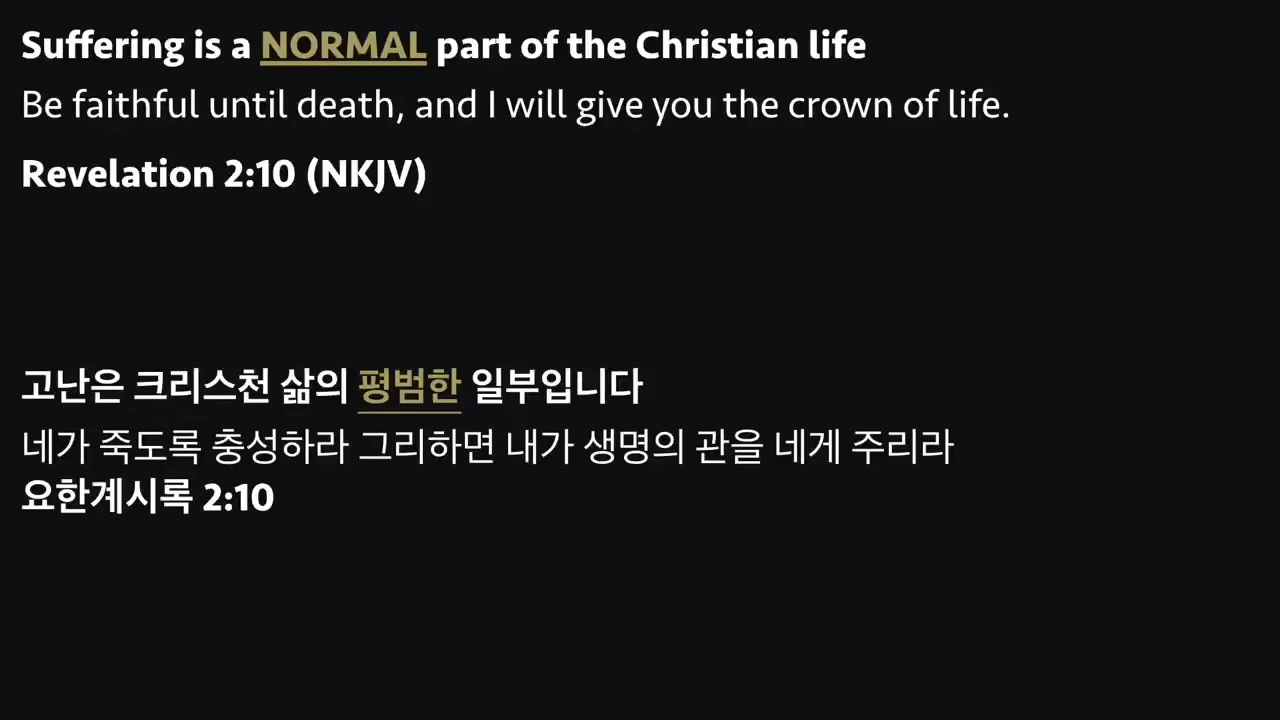 Suffering is a NORMAL part of the Christian life
Be faithful until death, and I will give you the crown of life.
Revelation 2:10 (NKJV)
고난은 크리스천 삶의 평범한 일부입니다
네가 죽도록 충성하라 그리하면 내가 생명의 관을 네게 주리라
요한계시록 2:10